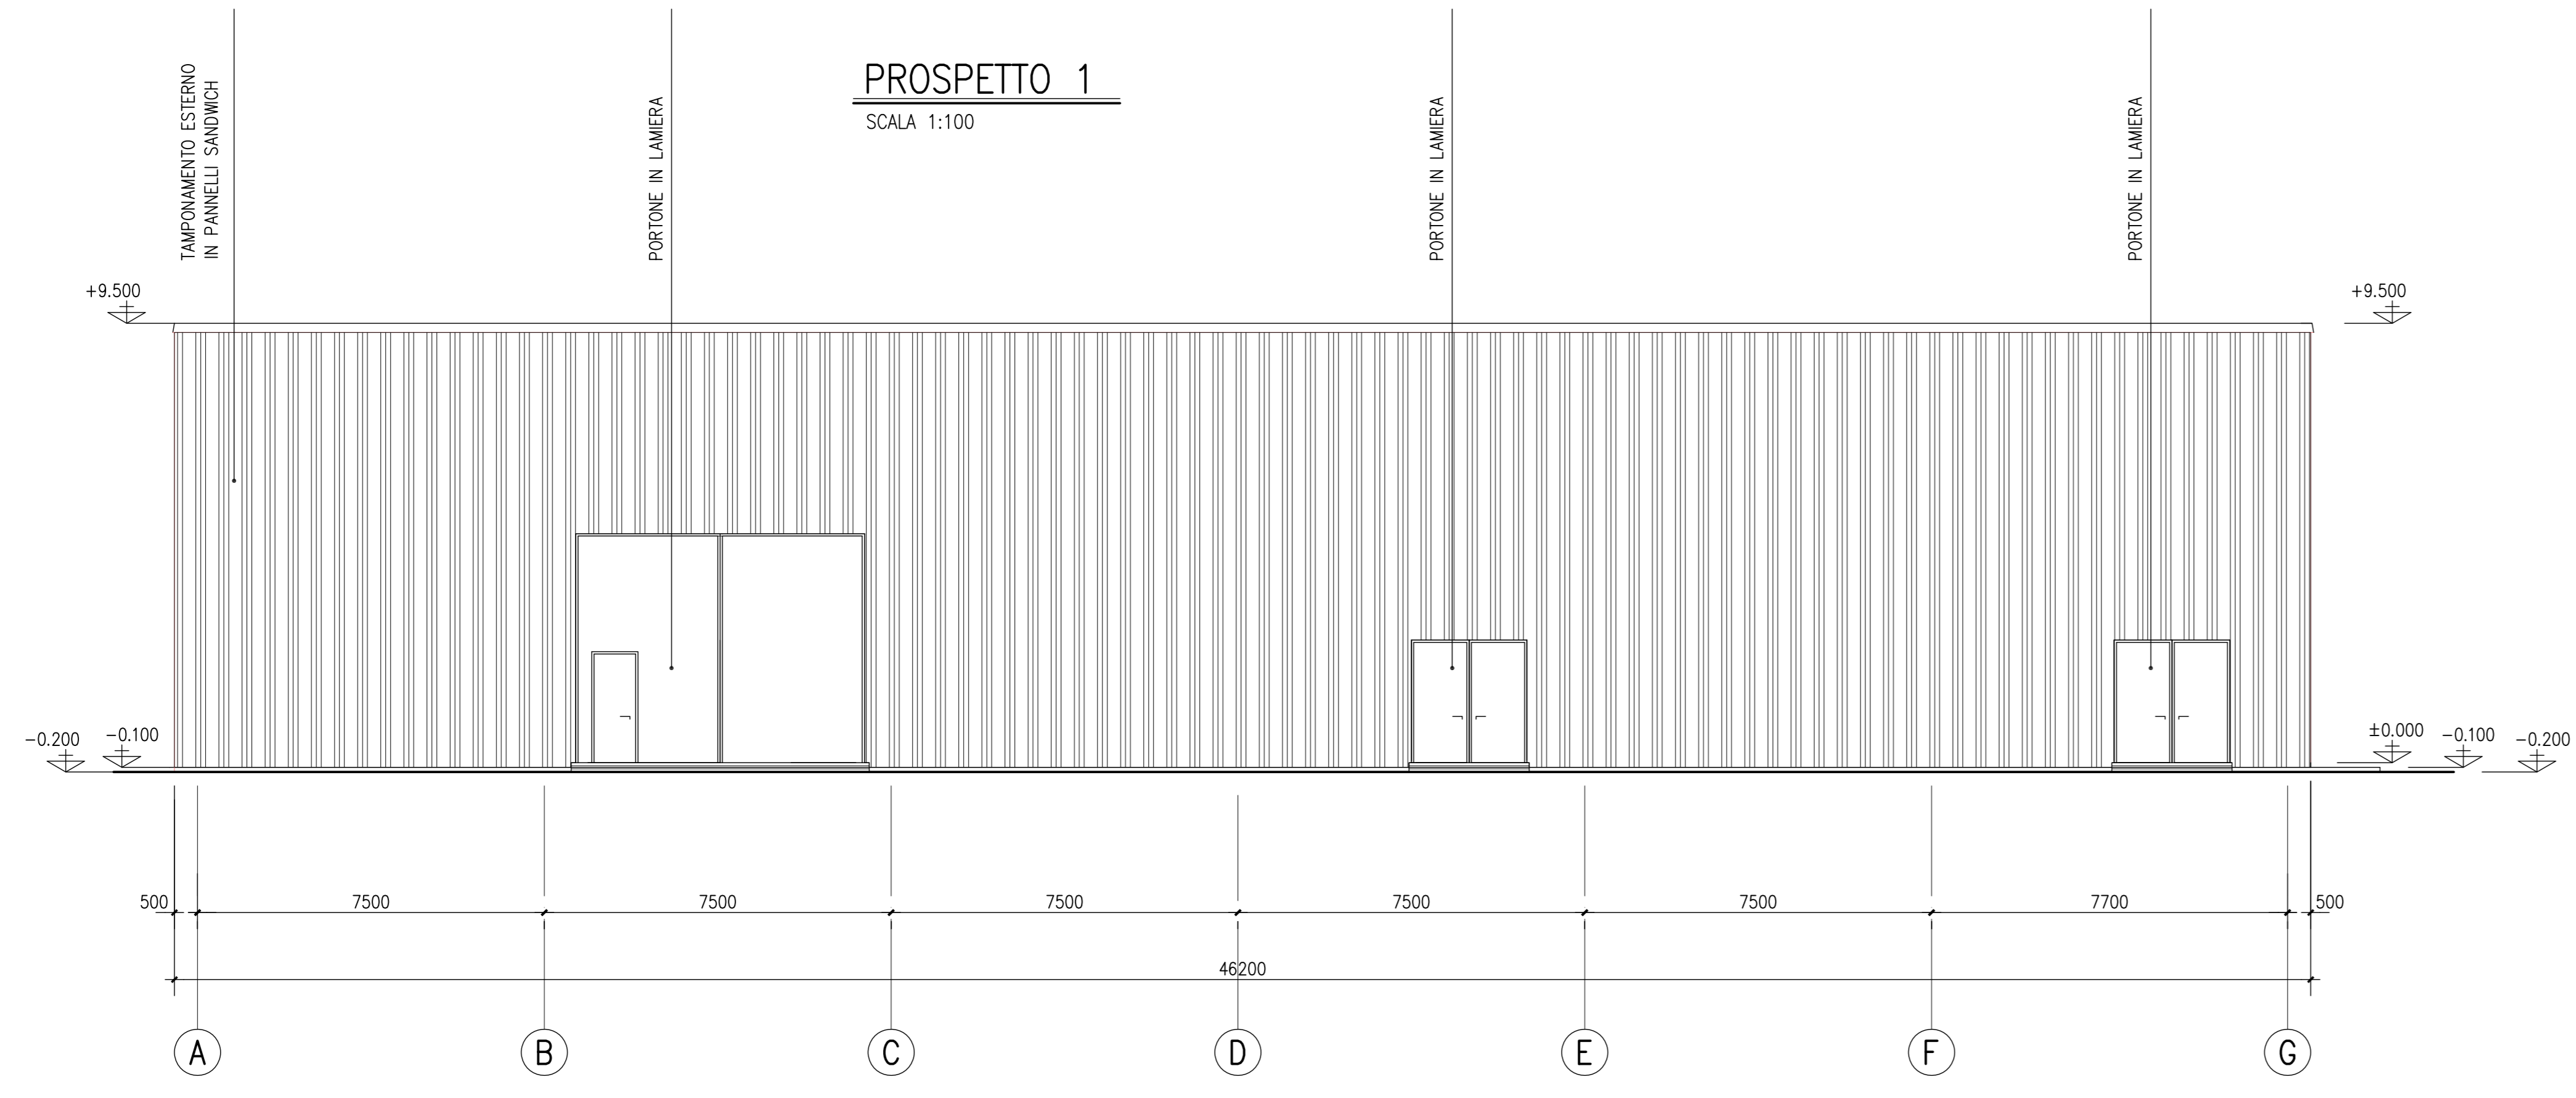 PROSPETTO 1
SCALA 1:100
TAMPONAMENTO ESTERNO
IN PANNELLI SANDWICH
PORTONE IN LAMIERA
PORTONE IN LAMIERA
PORTONE IN LAMIERA
+9.500
+9.500
-0.200
-0.100
±0.000
-0.100
-0.200
500
7500
7500
7500
7500
7500
7700
500
46200
A
B
C
D
E
F
G